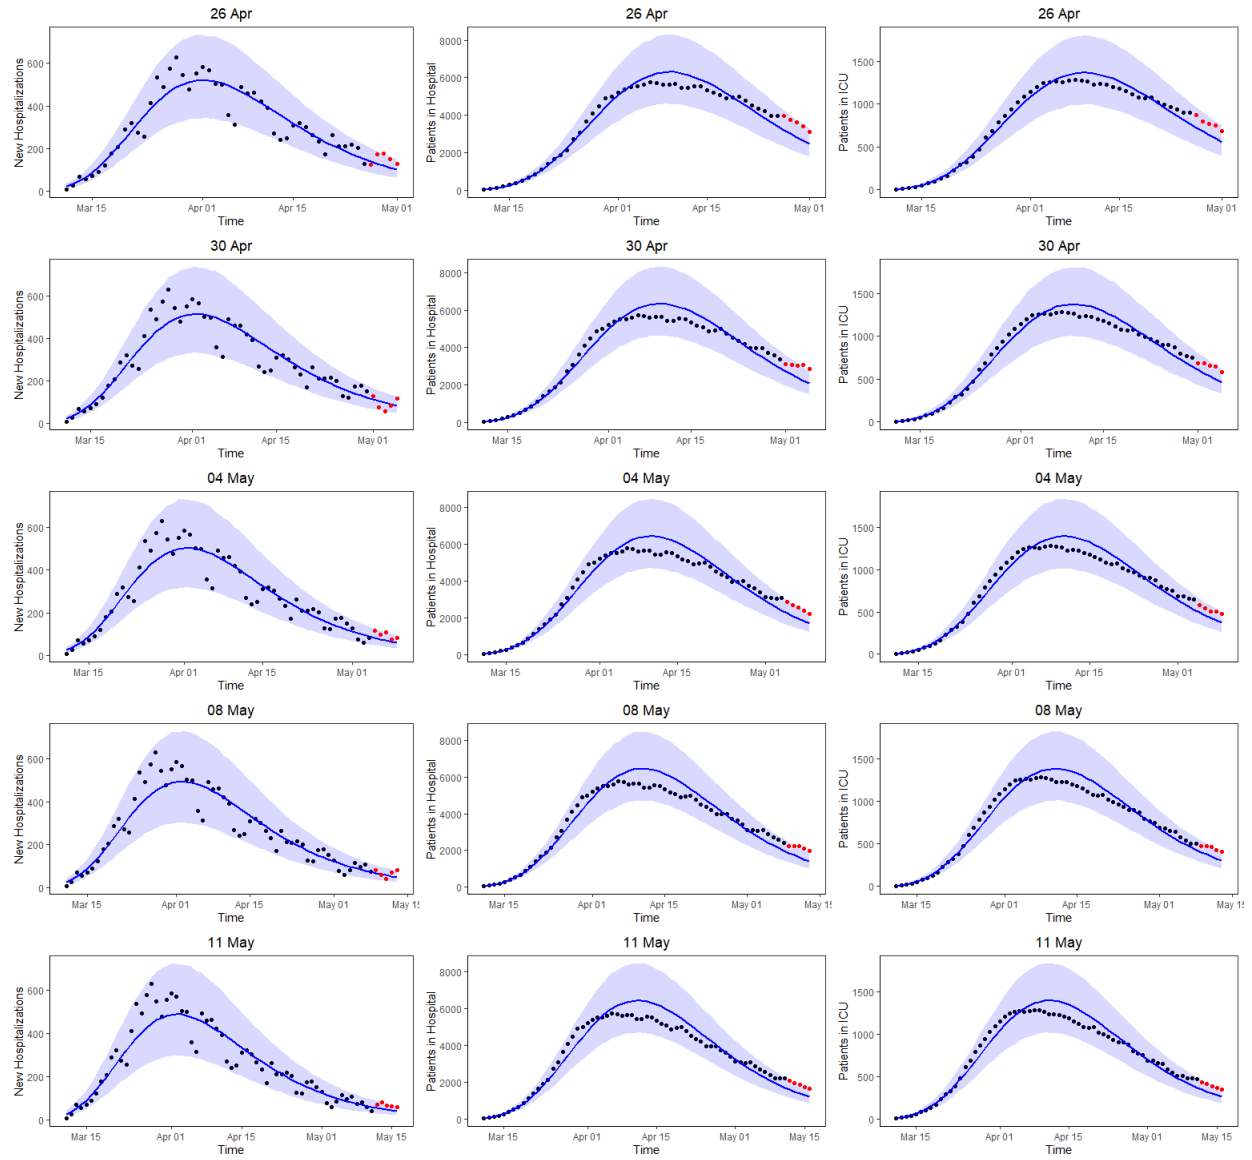 26 Apr
New Hospitalizations
600
400
200
0
Mar 15
Apr 01
Apr 15
May 01
Time
26 Apr
Patients in Hospital
8000
6000
4000
2000
0
Mar 15
Apr 01
Apr 15
May 01
Time
26 Apr
Patients in ICU
1500
1000
500
0
Mar 15
Apr 01
Apr 15
May 01
Time
30 Apr
New Hospitalizations
600
400
200
0
Mar 15
Apr 01
Apr 15
May 01
Time
30 Apr
Patients in Hospital
8000
6000
4000
2000
0
Mar 15
Apr 01
Apr 15
May 01
Time
30 Apr
Patients in ICU
1500
1000
500
0
Mar 15
Apr 01
Apr 15
May 01
Time
04 May
New Hospitalizations
600
400
200
0
Mar 15
Apr 01
Apr 15
May 01
Time
04 May
Patients in Hospital
8000
6000
4000
2000
0
Mar 15
Apr 01
Apr 15
May 01
Time
04 May
Patients in ICU
1500
1000
500
0
Mar 15
Apr 01
Apr 15
May 01
Time
08 May
New Hospitalizations
600
400
200
0
Mar 15
Apr 01
Apr 15
May 01
May 15
Time
08 May
Patients in Hospital
8000
6000
4000
2000
0
Mar 15
Apr 01
Apr 15
May 01
May 15
Time
08 May
Patients in ICU
1500
1000
500
0
Mar 15
Apr 01
Apr 15
May 01
May 15
Time
11 May
New Hospitalizations
600
400
200
0
Mar 15
Apr 01
Apr 15
May 01
May 15
Time
11 May
Patients in Hospital
8000
6000
4000
2000
0
Mar 15
Apr 01
Apr 15
May 01
May 15
Time
11 May
Patients in ICU
1500
1000
500
0
Mar 15
Apr 01
Apr 15
May 01
May 15
Time